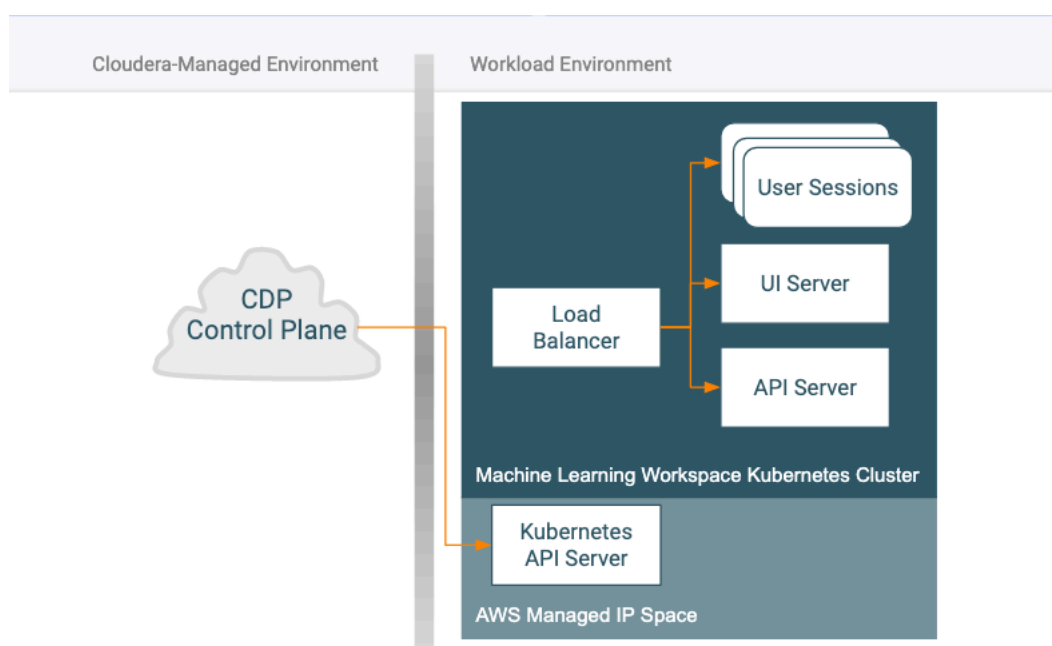 Cloudera-Managed Environment
Workload Environment
User Sessions
UI Server
CDP
Control Plane
Load
Balancer
API Server
Machine Learning Workspace Kubernetes Cluster
Kubernetes
API Server
AWS Managed IP Space